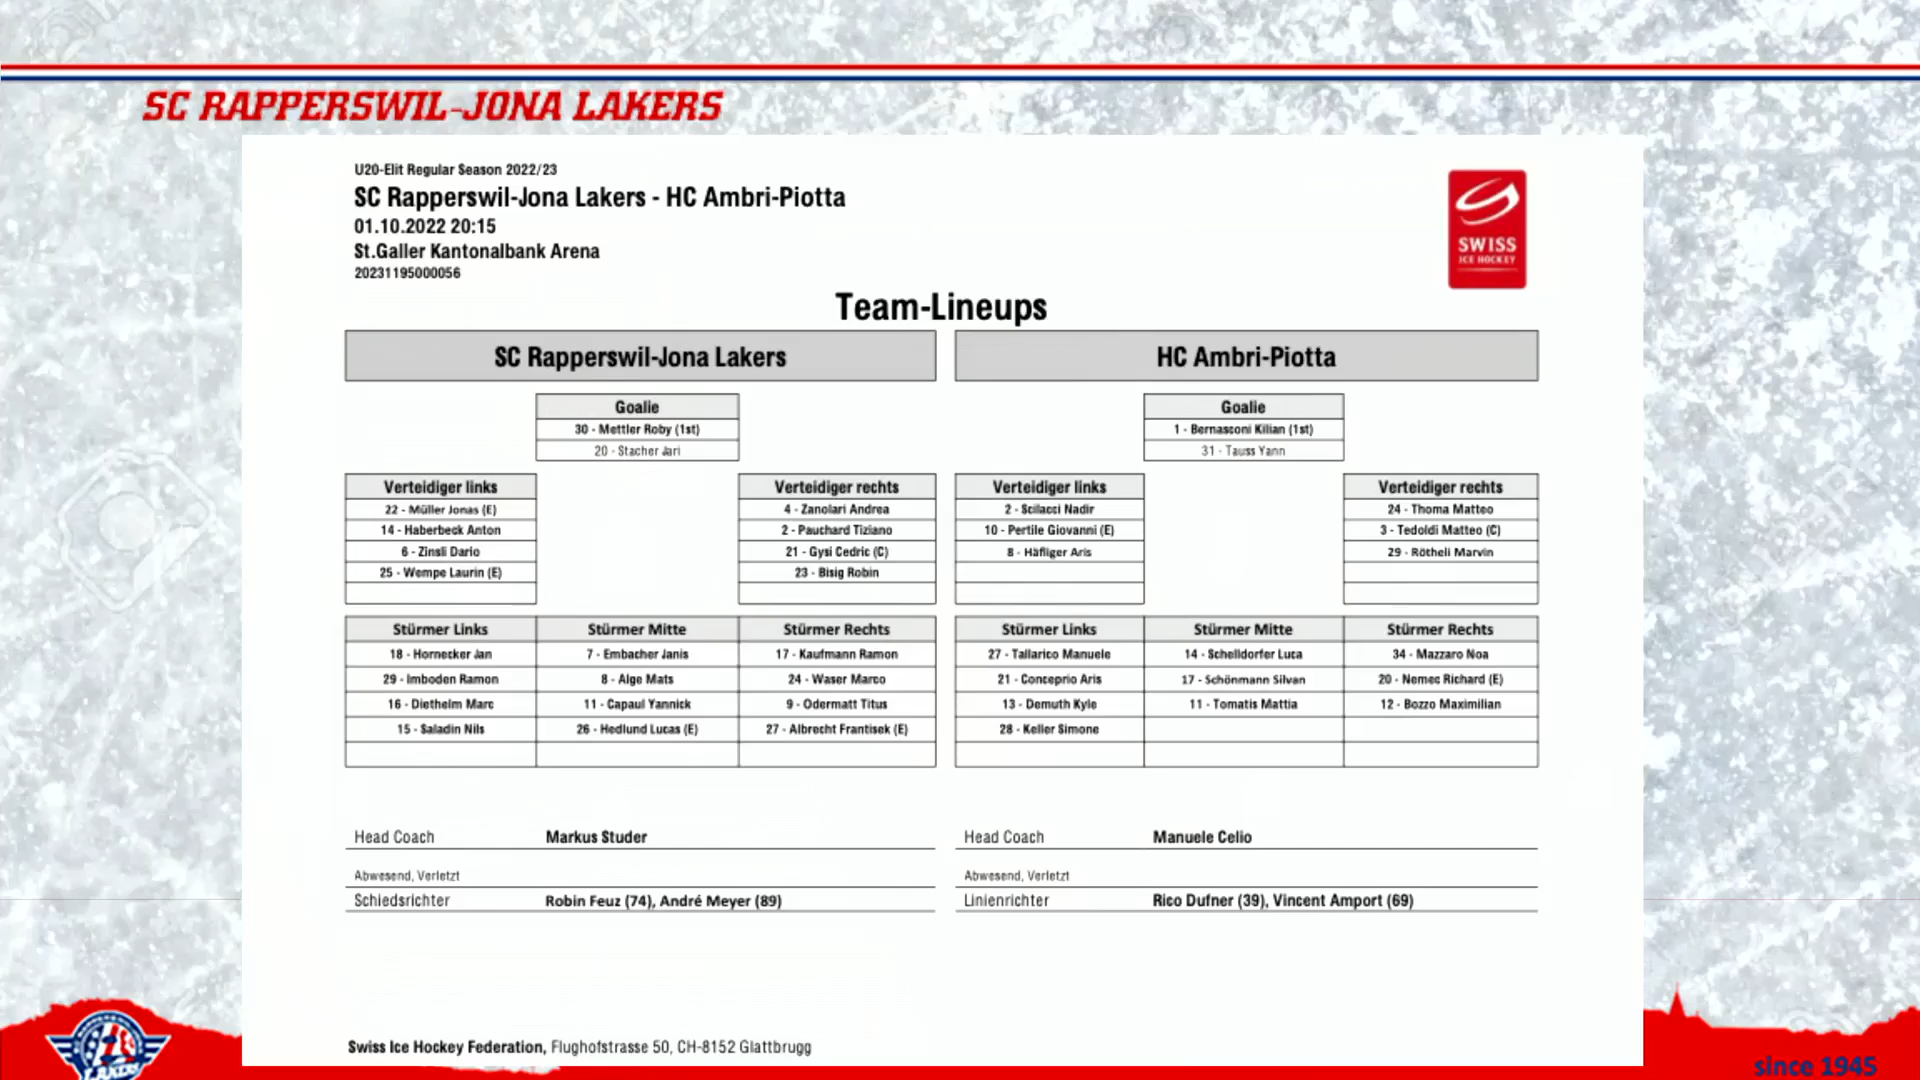 SC RAPPERSWIL-JONA LAKERS
U20-Elit Regular Season 2022/23
SC Rapperswil-Jona Lakers - HC Ambri-Piotta
01.10.2022 20:15
St.Galler Kantonalbank Arena
20231195000056
SWISS
ICE HOCKEY
Team-Lineups
SC Rapperswil-Jona Lakers
Goalie
30 - Mettler Roby (1st)
20 - Stacher Jari
Verteidiger links
22 - Müller Jonas (E)
14 - Haberbeck Anton
6 - Zinsli Dario
25 - Wempe Laurin (E)
Verteidiger rechts
4 - Zanolari Andrea
2 - Pauchard Tiziano
21 - Gysi Cedric (C)
23 - Bisig Robin
Stürmer Links Stürmer Mitte Stürmer Rechts
18 - Hornecker Jan 7 - Embacher Janis 17 - Kaufmann Ramon
29 - Imboden Ramon 8 - Alge Mats 24 - Waser Marco
16 - Diethelm Marc 11 - Capaul Yannick 9 - Odermatt Titus
15 - Saladin Nils 26 - Hedlund Lucas (E) 27 - Albrecht Frantisek (E)
HC Ambri-Piotta
Goalie
1 - Bernasconi Kilian (1st)
31 - Tauss Yann
Verteidiger links
2 - Scilacci Nadir
10 - Pertile Giovanni (E)
8 - Häfliger Aris
Verteidiger rechts
24 - Thoma Matteo
3 - Tedoldi Matteo (C)
29 - Rötheli Marvin
Stürmer Links Stürmer Mitte Stürmer Rechts
27 - Tallarico Manuele 14 - Schelldorfer Luca 34 - Mazzaro Noa
21 - Conceprio Aris 17 - Schönmann Silvan 20 - Nemec Richard (E)
13 - Demuth Kyle 11 - Tomatis Mattia 12 - Bozzo Maximilian
28 - Keller Simone
Head Coach Markus Studer
Abwesend, Verletzt
Schiedsrichter Robin Feuz (74), André Meyer (89)
Head Coach Manuele Celio
Abwesend, Verletzt
Linienrichter Rico Dufner (39), Vincent Amport (69)
Swiss Ice Hockey Federation, Flughofstrasse 50, CH-8152 Glattbrugg
LAKERS
since 1945